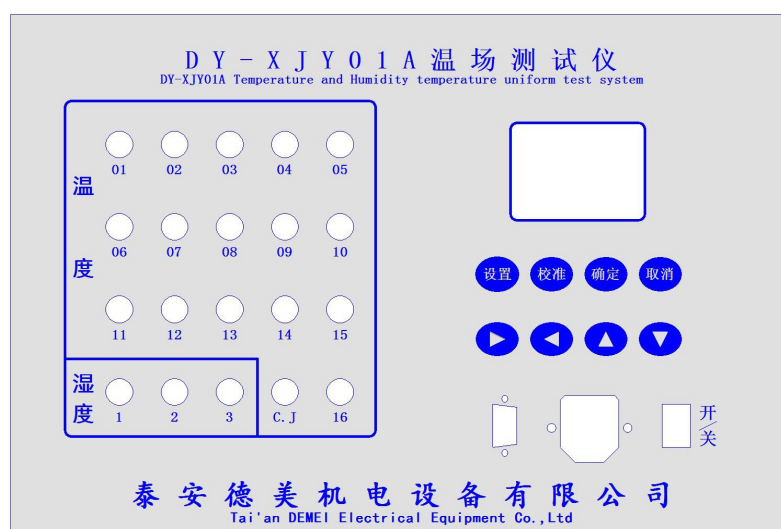 DY-XJY01A温场测试仪
DY-XJY01A Temperature and Humidity temperature uniform test system
01 02 03 04 05
温
06 07 08 09 10
度
设置 校准 确定 取消
11 12 13 14 15
湿
度
1 2 3 C.J 16
开/关
泰安德美机电设备有限公司
Tai'an DEMEI Electrical Equipment Co.,Ltd